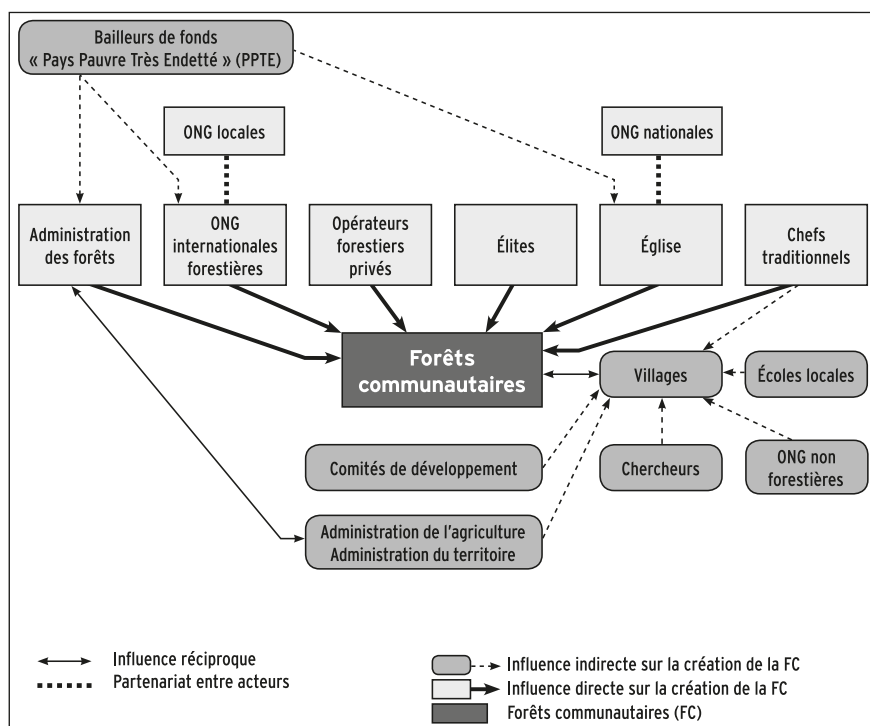 Bailleurs de fonds
« Pays Pauvre Très Endetté » (PPTE)
ONG locales
ONG nationales
Administration
des forêts
ONG
internationales
forestières
Opérateurs
forestiers
privés
Élites
Église
Chefs
traditionnels
Forêts
communautaires
Villages
Écoles locales
Comités de développement
Chercheurs
ONG non
forestières
Administration de l'agriculture
Administration du territoire
Influence réciproque
Partenariat entre acteurs
Influence indirecte sur la création de la FC
Influence directe sur la création de la FC
Forêts communautaires (FC)